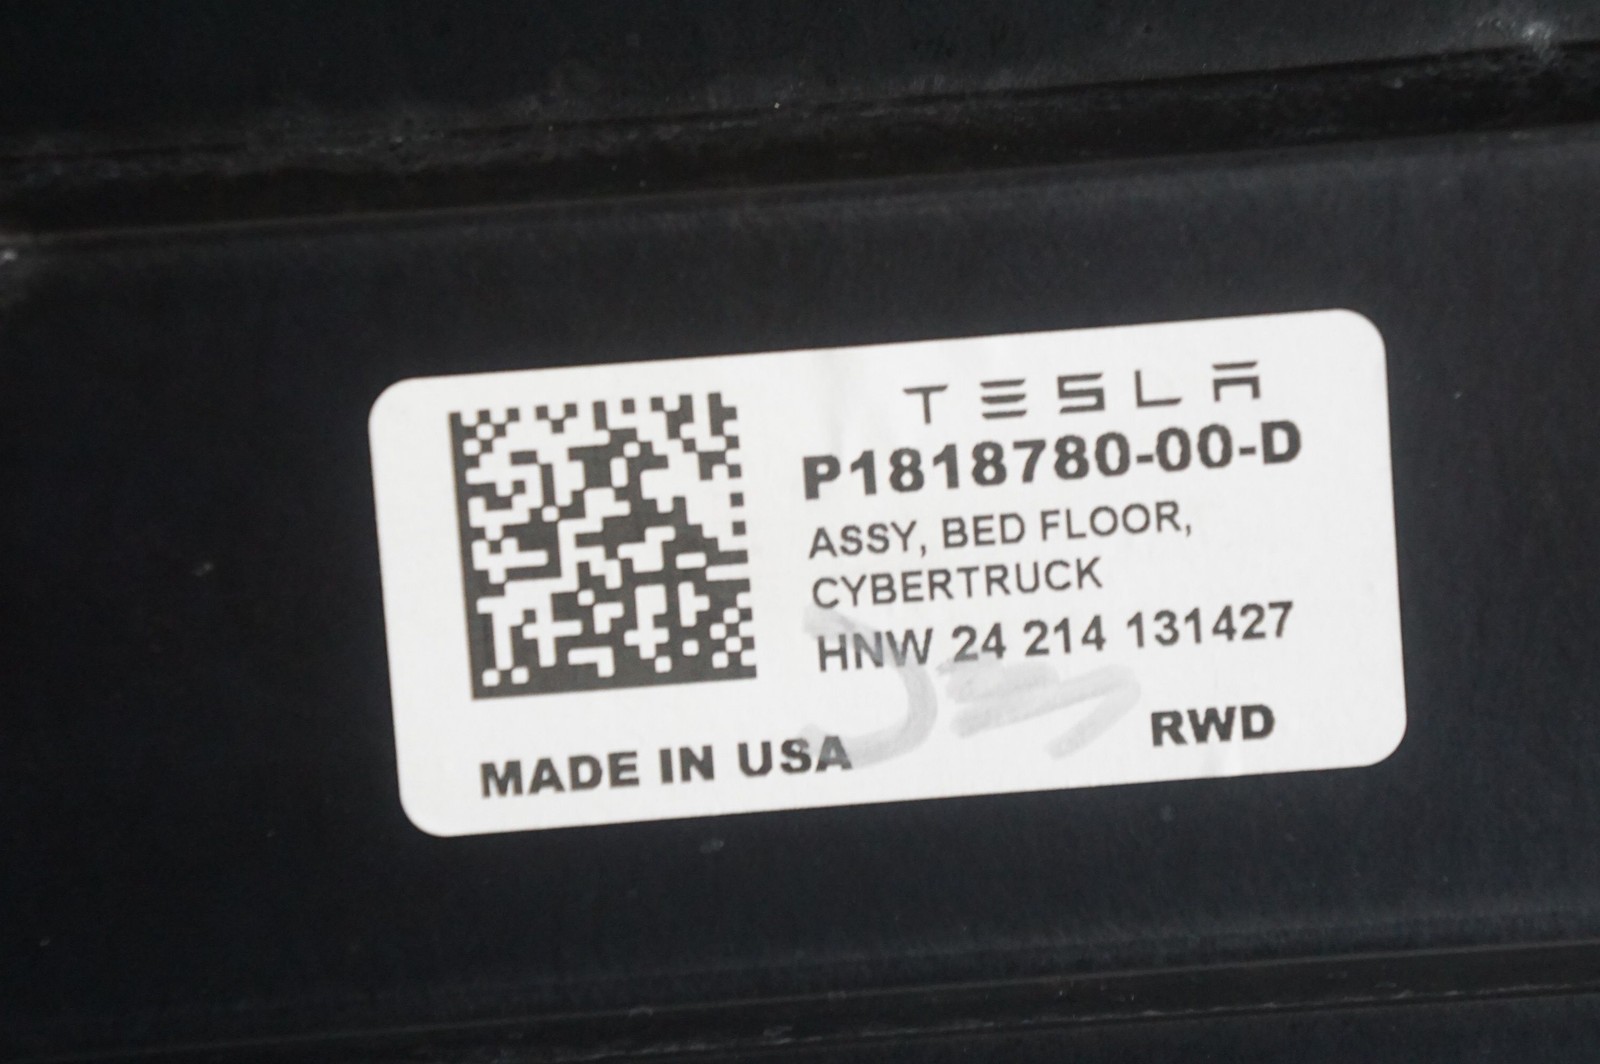 TESLA
P1818780-00-D
ASSY, BED FLOOR,
CYBERTRUCK
HNW 24 214 131427
RWD
MADE IN USA